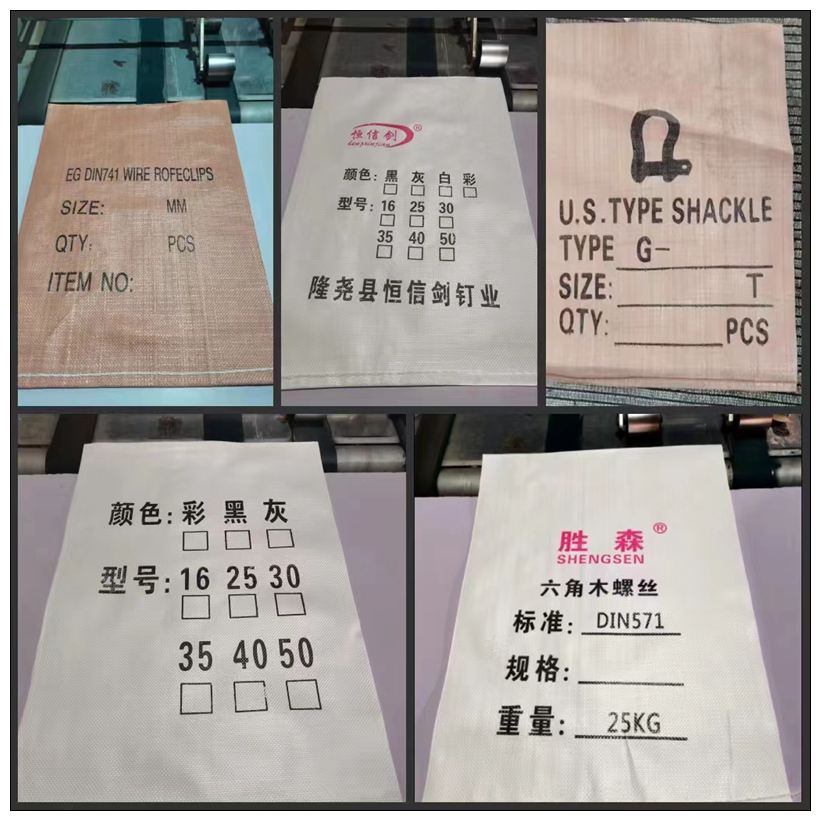 EG DIN741 WIRE ROFECLIPS
SIZE: MM
QTY: PCS
ITEM NO:
恒信剑®
颜色: 黑 灰 白 彩
型号: 16 25 30
35 40 50
隆尧县恒信剑钉业
U.S. TYPE SHACKLE
TYPE G-
SIZE: T
QTY: PCS
颜色: 彩 黑 灰
型号: 16 25 30
35 40 50
胜森®
SHENGSEN
六角木螺丝
标准: DIN571
规格:
重量: 25KG